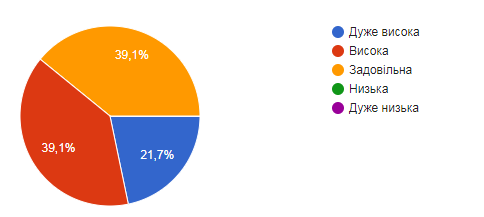 39,1%
39,1%
21,7%
Дуже висока
Висока
Задовільна
Низька
Дуже низька